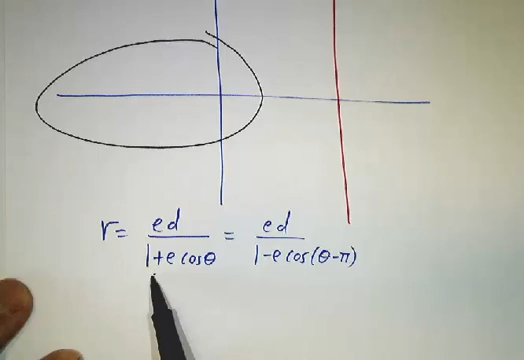 r = ed / 1+e cosθ = ed / 1-e cos(θ-π)